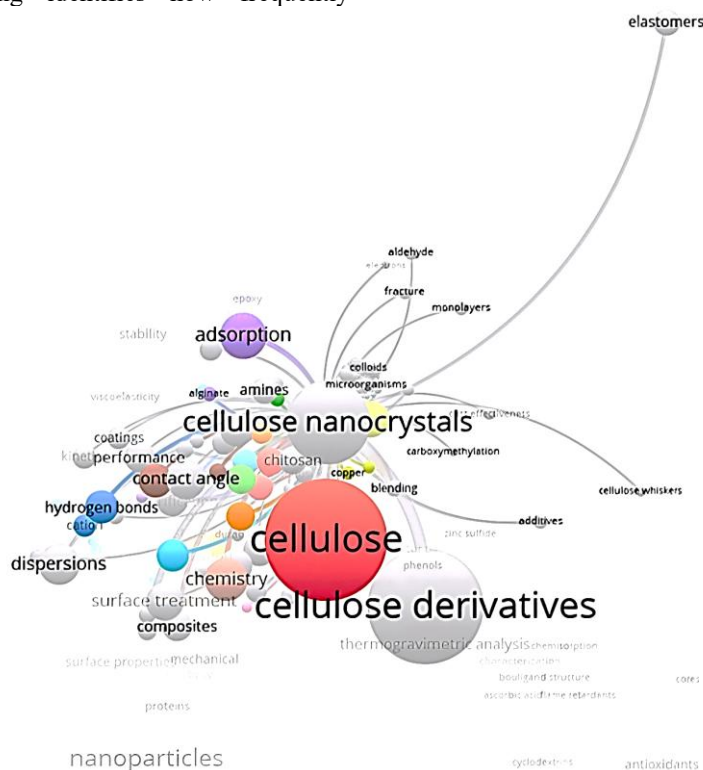 elastomers
aldehyde
fracture
epoxy
monolayers
stability
adsorption
colloids
microorganisms
viscoelasticity
alginate
amines
cellulose nanocrystals
coatings
carboxymethylation
performance
chitosan
copper
contact angle
blending
cellulose whiskers
hydrogen bonds
cation
additives
zinc sulfide
cellulose
dispersions
phenols
chemistry
surface treatment
cellulose derivatives
composites
thermogravimetric analysis
chemisorption
mechanical
characterization
bouligand structure
cores
ascorbic acid
flame retardants
proteins
nanoparticles
cyclodextrins
antioxidants